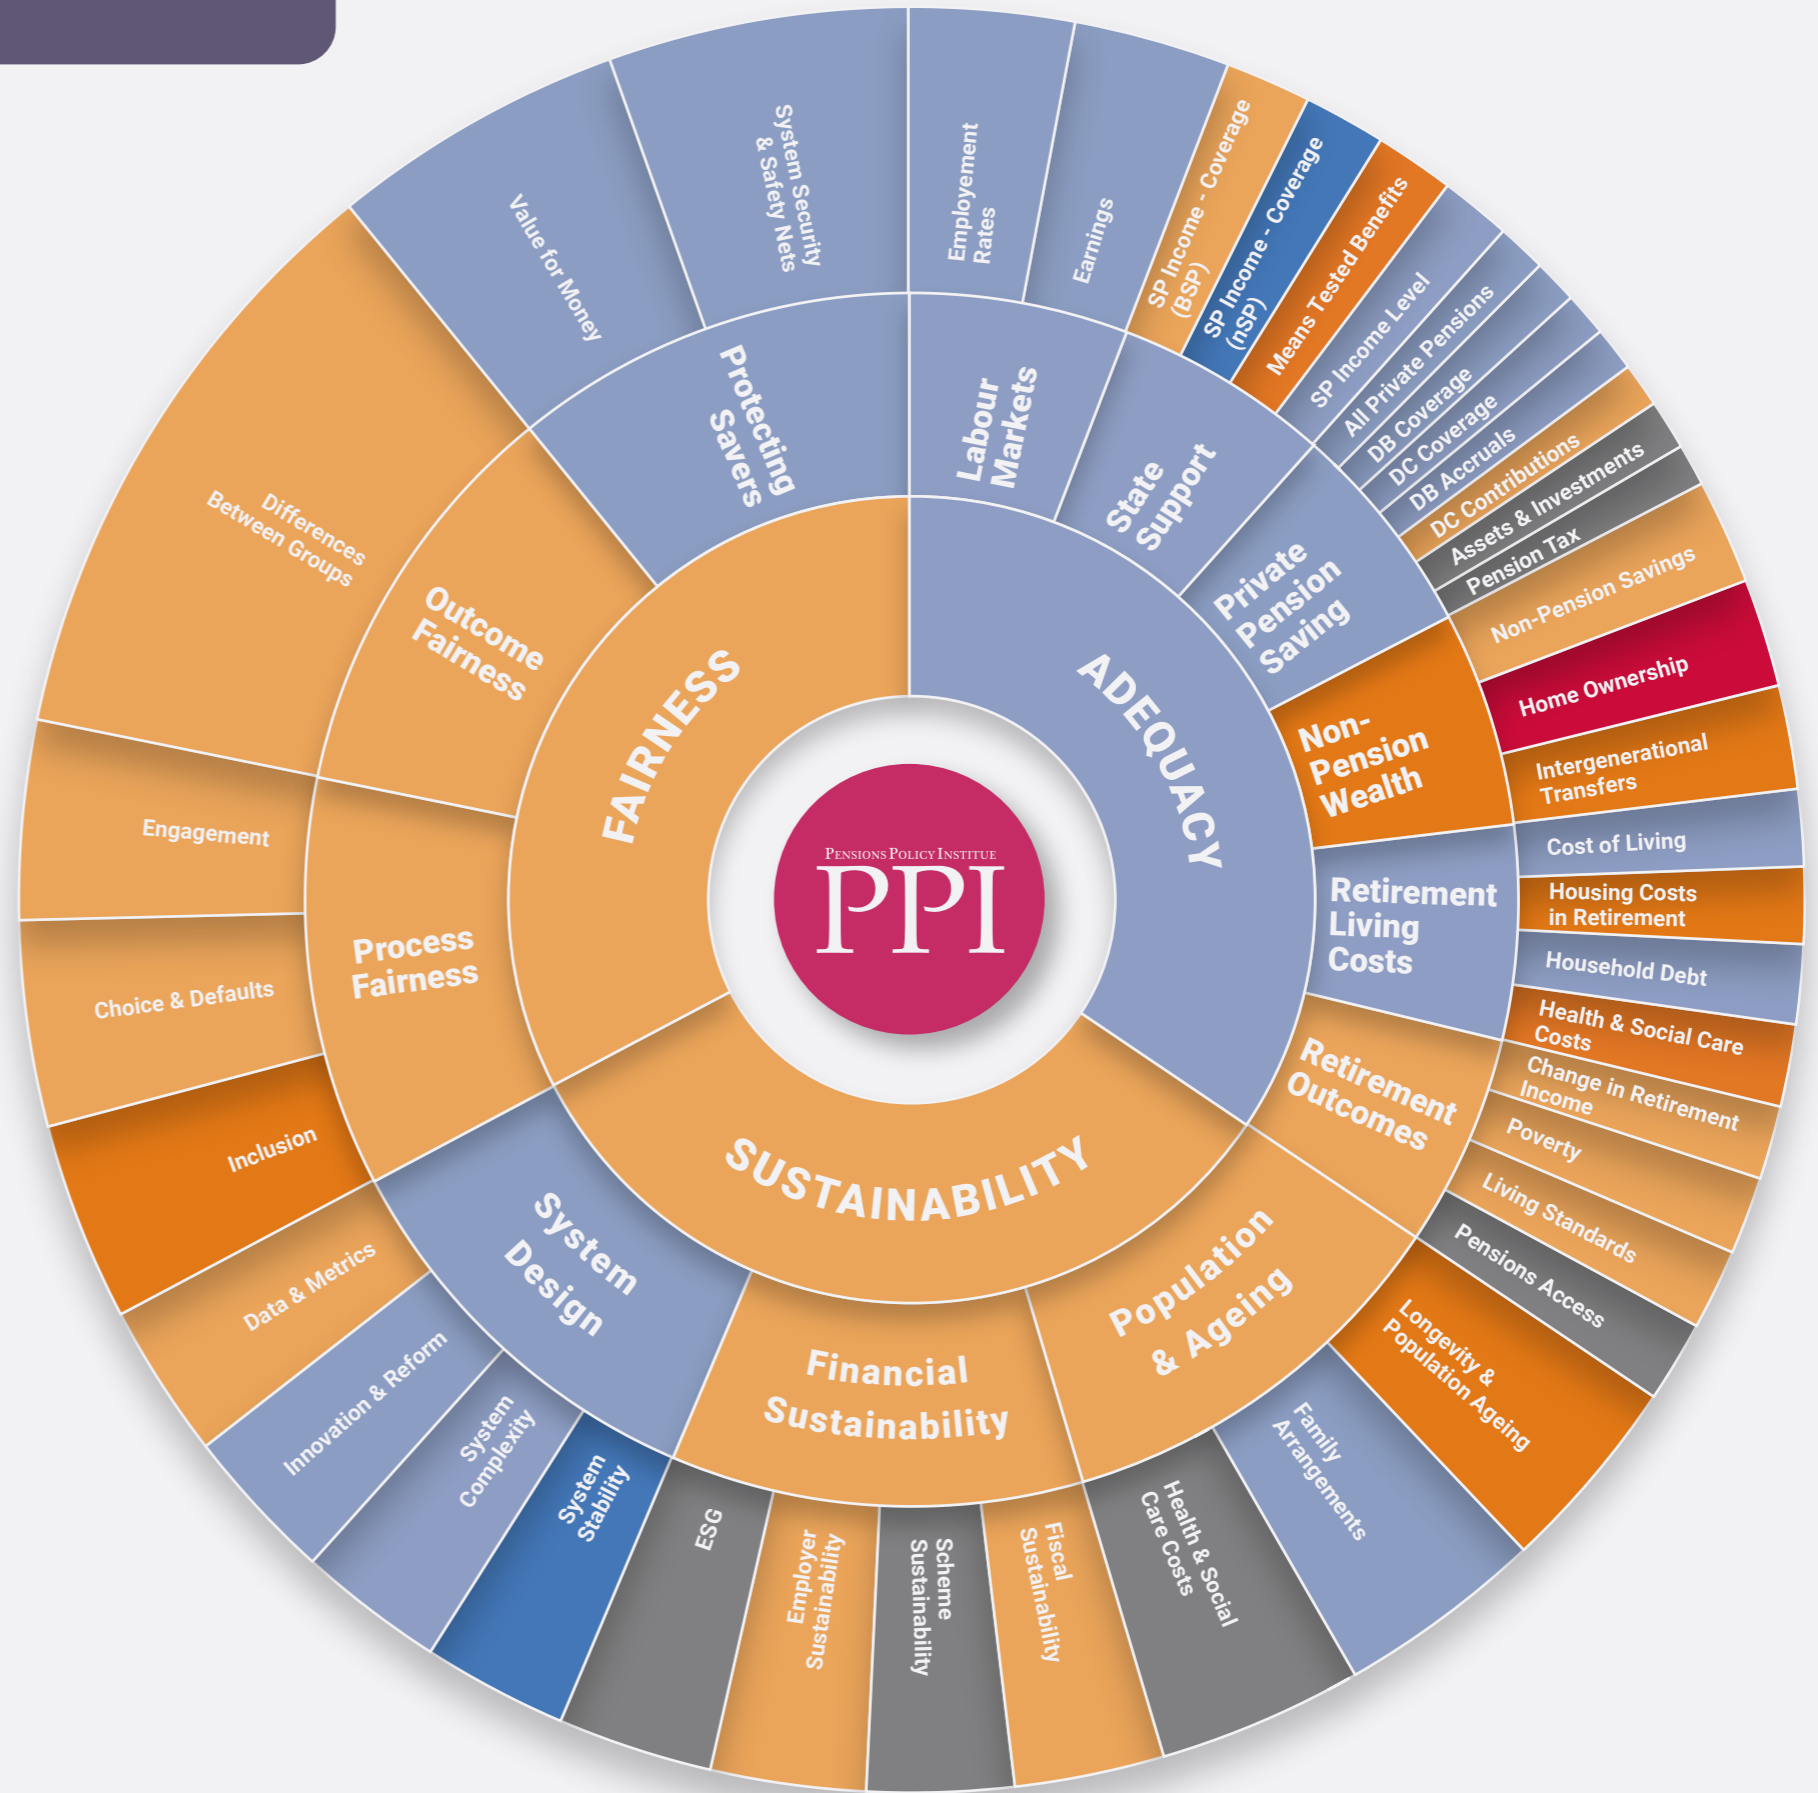 PENSIONS POLICY INSTITUE
PPI
ADEQUACY
SUSTAINABILITY
FAIRNESS
Labour
Markets
State
Support
Private
Pension
Saving
Non-
Pension
Wealth
Retirement
Living
Costs
Retirement
Outcomes
Population
& Ageing
Financial
Sustainability
System
Design
Process
Fairness
Outcome
Fairness
Protecting
Savers
Employement
Rates
Earnings
SP Income - Coverage
(BSP)
SP Income - Coverage
(nSP)
Means Tested Benefits
SP Income Level
All Private Pensions
DB Coverage
DC Coverage
DB Accruals
DC Contributions
Assets & Investments
Pension Tax
Non-Pension Savings
Home Ownership
Intergenerational
Transfers
Cost of Living
Housing Costs
in Retirement
Household Debt
Health & Social Care
Costs
Change in Retirement
Income
Poverty
Living Standards
Pensions Access
Longevity &
Population Ageing
Family
Arrangements
Health & Social
Care Costs
Fiscal
Sustainability
Scheme
Sustainability
Employer
Sustainability
ESG
System
Stability
System
Complexity
Innovation & Reform
Data & Metrics
Inclusion
Choice & Defaults
Engagement
Differences
Between Groups
Value for Money
System Security
& Safety Nets